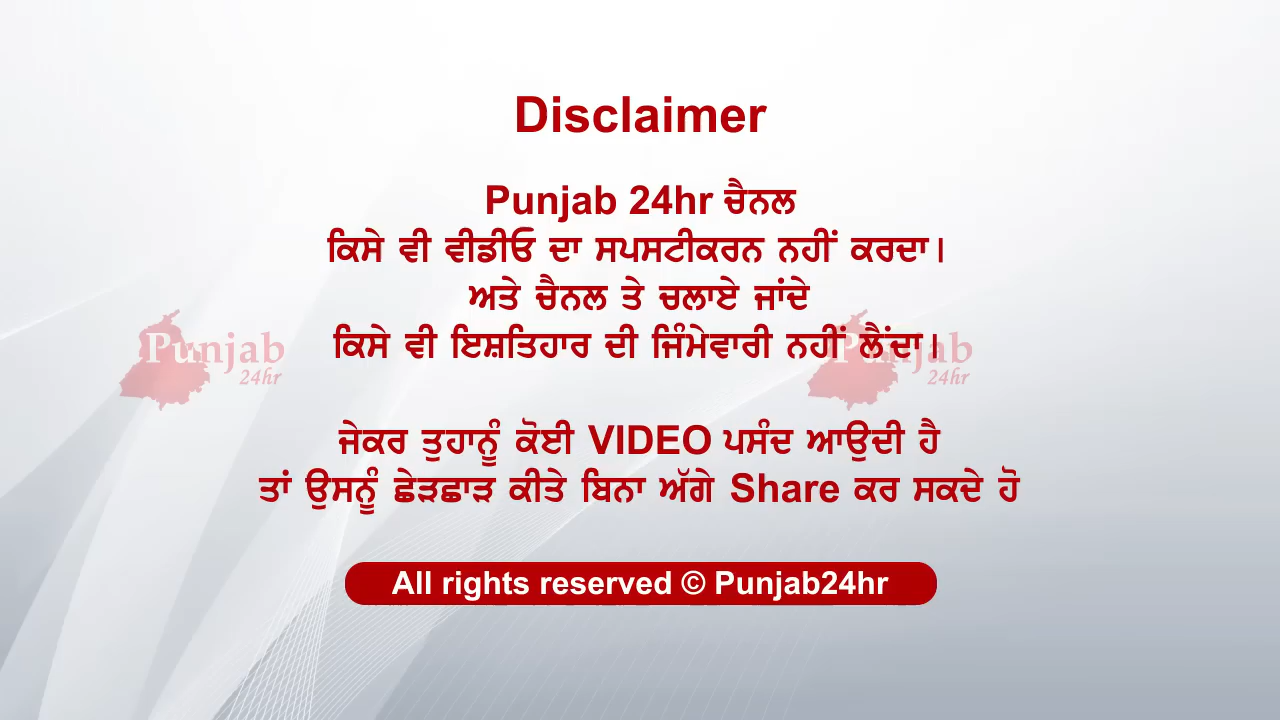 Disclaimer
Punjab 24hr ਚੈਨਲ
ਕਿਸੇ ਵੀ ਵੀਡੀਓ ਦਾ ਸਪਸਟੀਕਰਨ ਨਹੀਂ ਕਰਦਾ।
ਅਤੇ ਚੈਨਲ ਤੇ ਚਲਾਏ ਜਾਂਦੇ
ਕਿਸੇ ਵੀ ਇਸ਼ਤਿਹਾਰ ਦੀ ਜਿੰਮੇਵਾਰੀ ਨਹੀਂ ਲੈਂਦਾ।
Punjab
24hr
Punjab
24hr
ਜੇਕਰ ਤੁਹਾਨੂੰ ਕੋਈ VIDEO ਪਸੰਦ ਆਉਦੀ ਹੈ
ਤਾਂ ਉਸਨੂੰ ਛੇੜਛਾੜ ਕੀਤੇ ਬਿਨਾ ਅੱਗੇ Share ਕਰ ਸਕਦੇ ਹੋ
All rights reserved © Punjab24hr